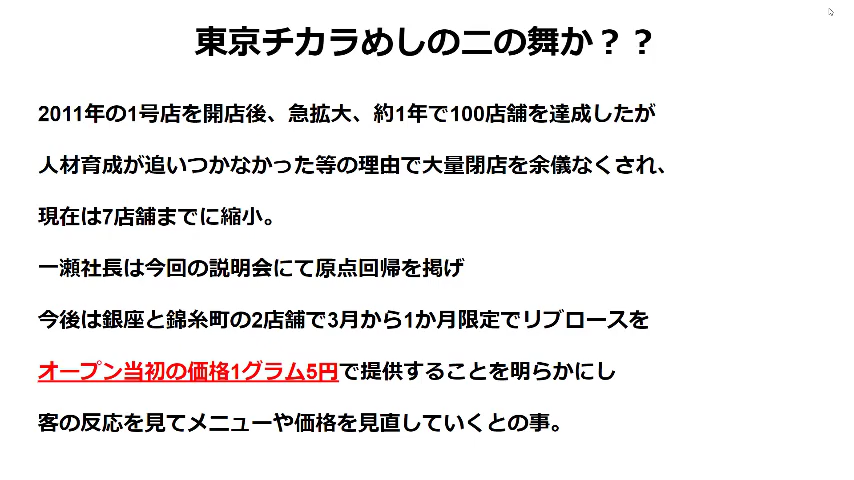 東京チカラめしの二の舞か？？
2011年の1号店を開店後、急拡大、約1年で100店舗を達成したが
人材育成が追いつかなかった等の理由で大量閉店を余儀なくされ、
現在は7店舗までに縮小。
一瀬社長は今回の説明会にて原点回帰を掲げ
今後は銀座と錦糸町の2店舗で3月から1か月限定でリブロースを
オープン当初の価格1グラム5円で提供することを明らかにし
客の反応を見てメニューや価格を見直していくとの事。